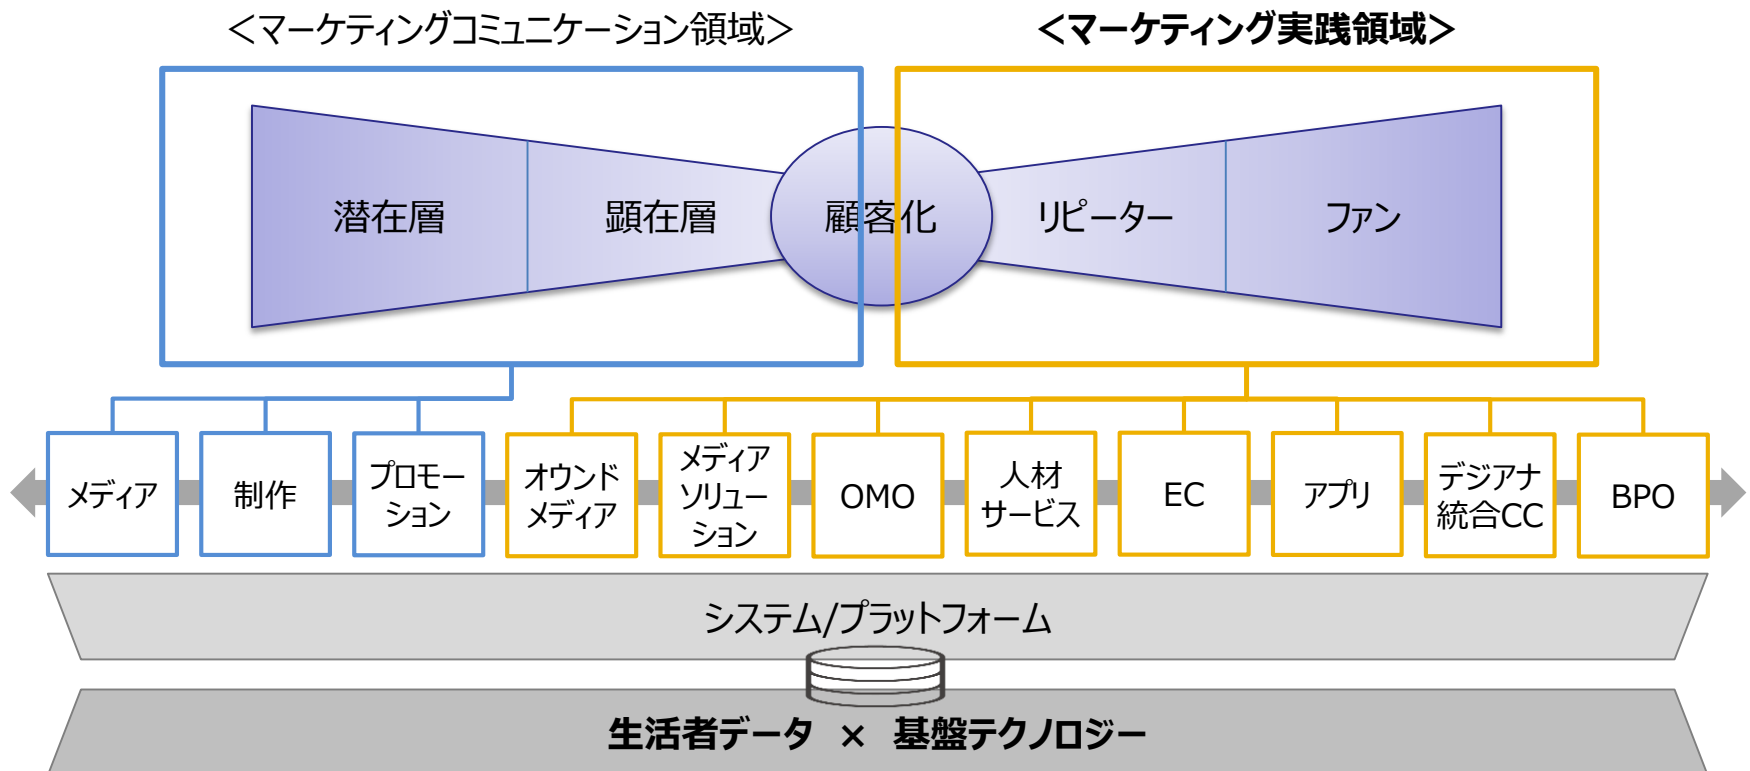 ＜マーケティングコミュニケーション領域＞
＜マーケティング実践領域＞
潜在層
顕在層
顧客化
リピーター
ファン
メディア
制作
プロモー
ション
オウンド
メディア
メディア
ソリュー
ション
OMO
人材
サービス
EC
アプリ
デジアナ
統合CC
BPO
システム/プラットフォーム
生活者データ × 基盤テクノロジー